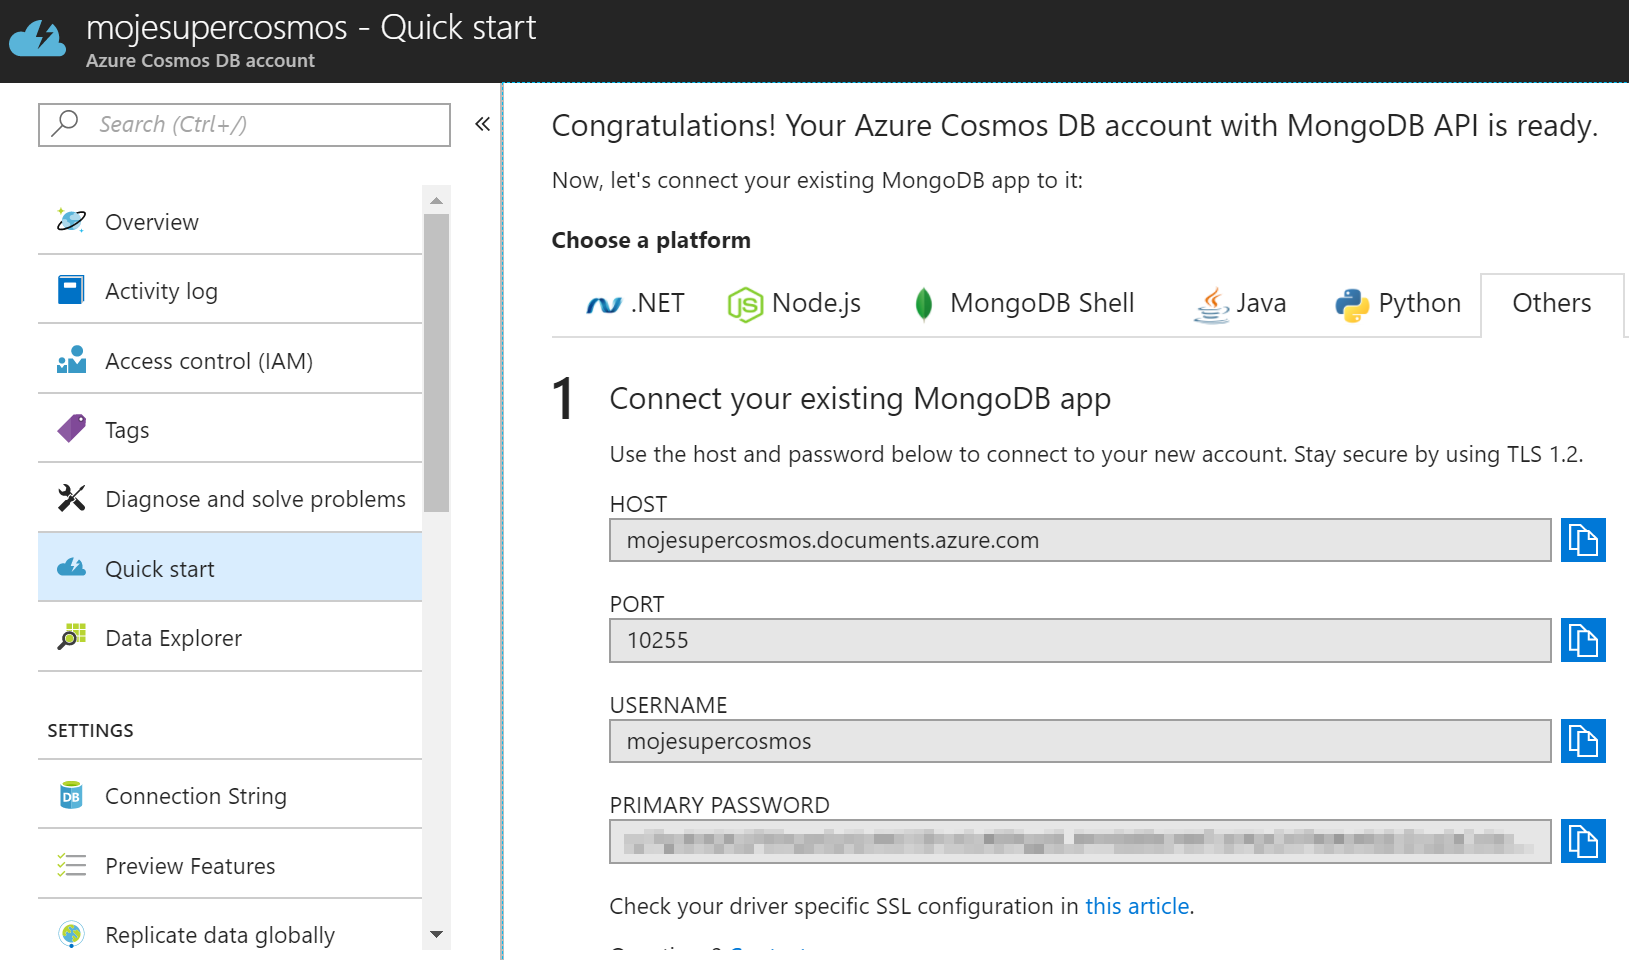 mojesupercosmos - Quick start
Azure Cosmos DB account
Search (Ctrl+/)
«
Overview
Activity log
Access control (IAM)
Tags
Diagnose and solve problems
Quick start
Data Explorer
SETTINGS
DB
Connection String
Preview Features
Replicate data globally
Congratulations! Your Azure Cosmos DB account with MongoDB API is ready.
Now, let's connect your existing MongoDB app to it:
Choose a platform
.NET
JS Node.js
MongoDB Shell
Java
Python
Others
1 Connect your existing MongoDB app
Use the host and password below to connect to your new account. Stay secure by using TLS 1.2.
HOST
mojesupercosmos.documents.azure.com
PORT
10255
USERNAME
mojesupercosmos
PRIMARY PASSWORD
Check your driver specific SSL configuration in this article.